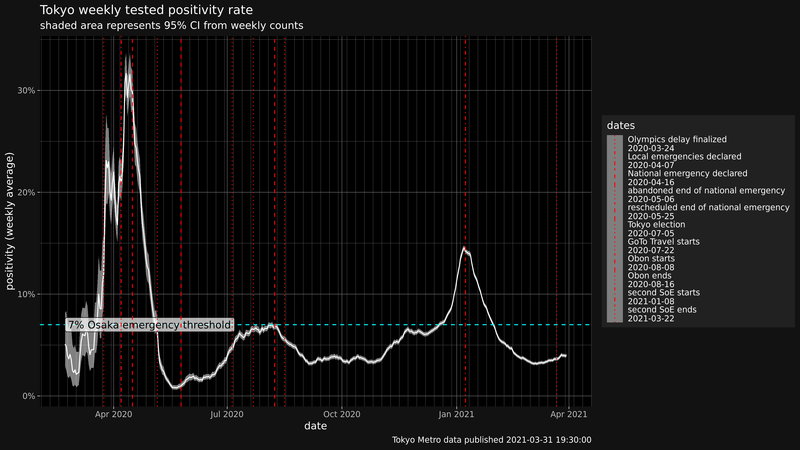 Tokyo weekly tested positivity rate
shaded area represents 95% CI from weekly counts
positivity (weekly average)
30%
20%
10%
0%
7% Osaka emergency threshold
Apr 2020
Jul 2020
Oct 2020
Jan 2021
Apr 2021
date
dates
Olympics delay finalized
2020-03-24
Local emergencies declared
2020-04-07
National emergency declared
2020-04-16
abandoned end of national emergency
2020-05-06
rescheduled end of national emergency
2020-05-25
Tokyo election
2020-07-05
GoTo Travel starts
2020-07-22
Obon starts
2020-08-08
Obon ends
2020-08-16
second SoE starts
2021-01-08
second SoE ends
2021-03-22
Tokyo Metro data published 2021-03-31 19:30:00